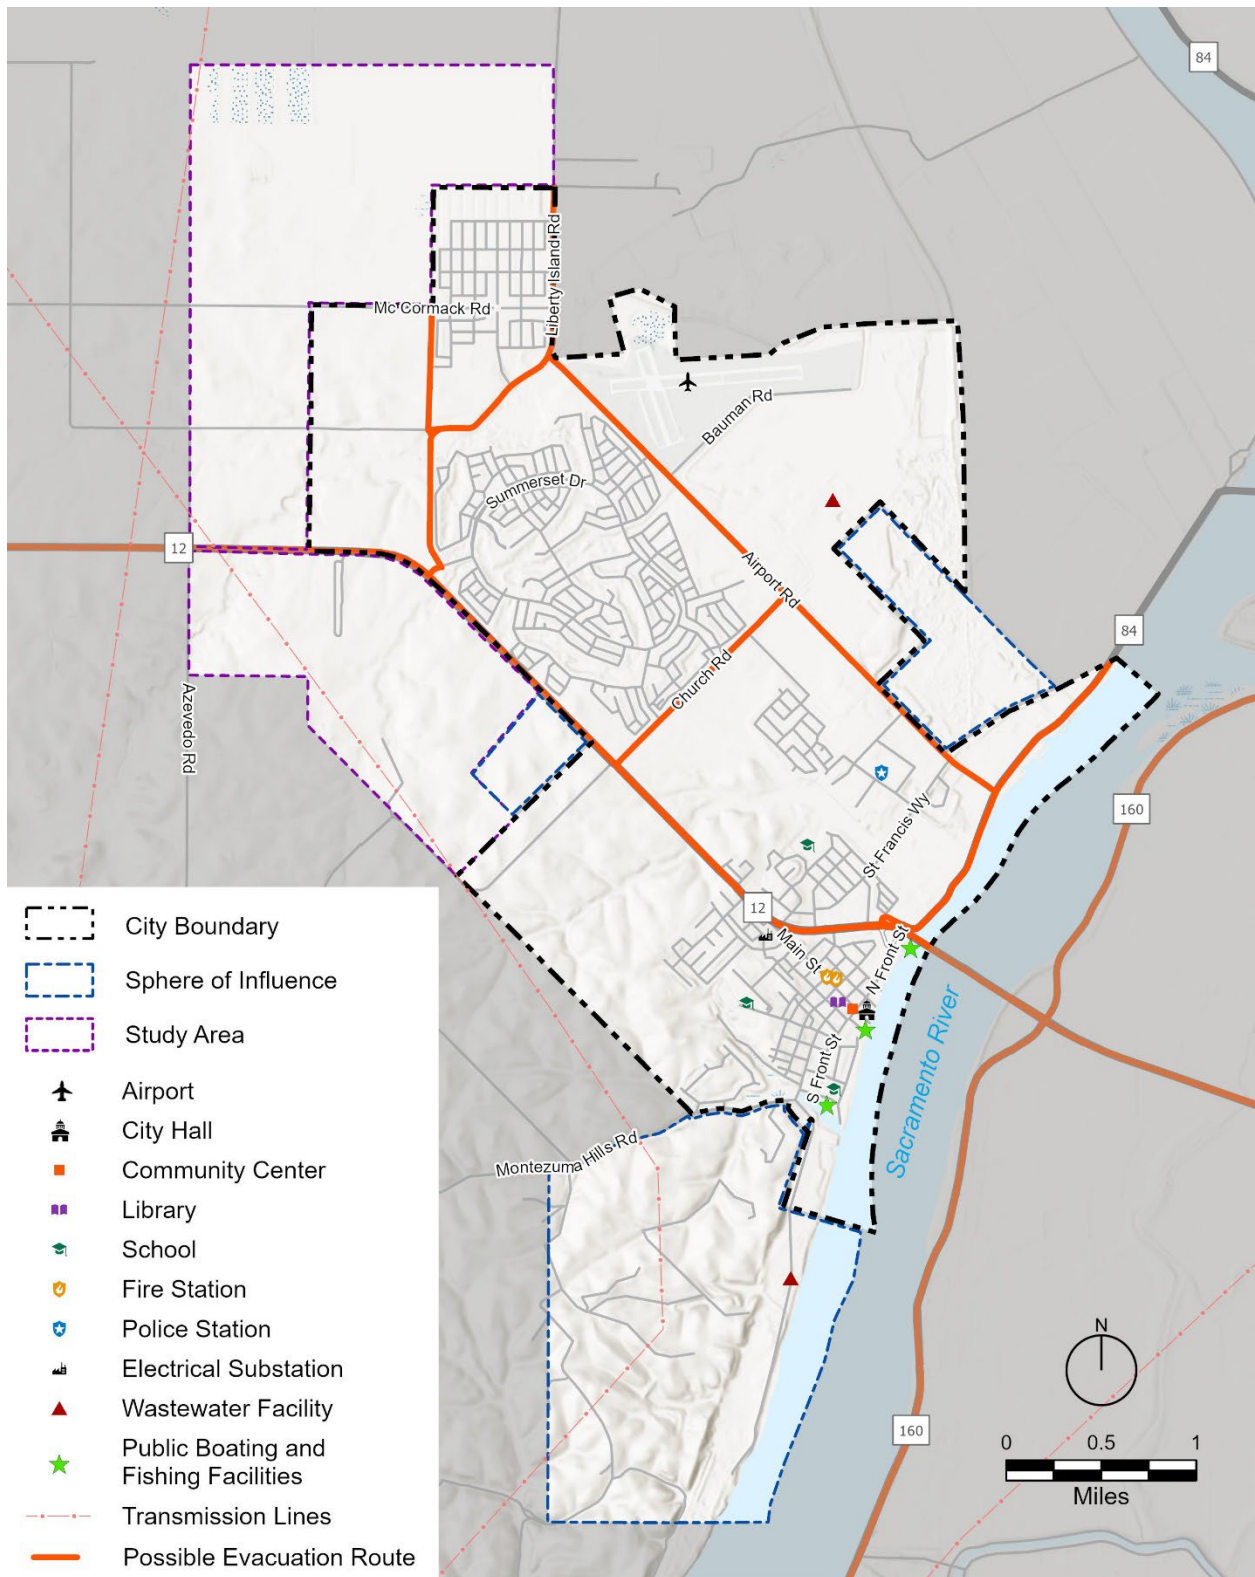 84
Liberty Island Rd
Mc Cormack Rd
Bauman Rd
Summerset Dr
12
Airport Rd
84
Church Rd
Azevedo Rd
160
St Francis Wy
12
Main St
N Front St
Sacramento River
S Front St
Montezuma Hills Rd
160
City Boundary
Sphere of Influence
Study Area
Airport
City Hall
Community Center
Library
School
Fire Station
Police Station
Electrical Substation
Wastewater Facility
Public Boating and
Fishing Facilities
Transmission Lines
Possible Evacuation Route
N
0 0.5 1
Miles